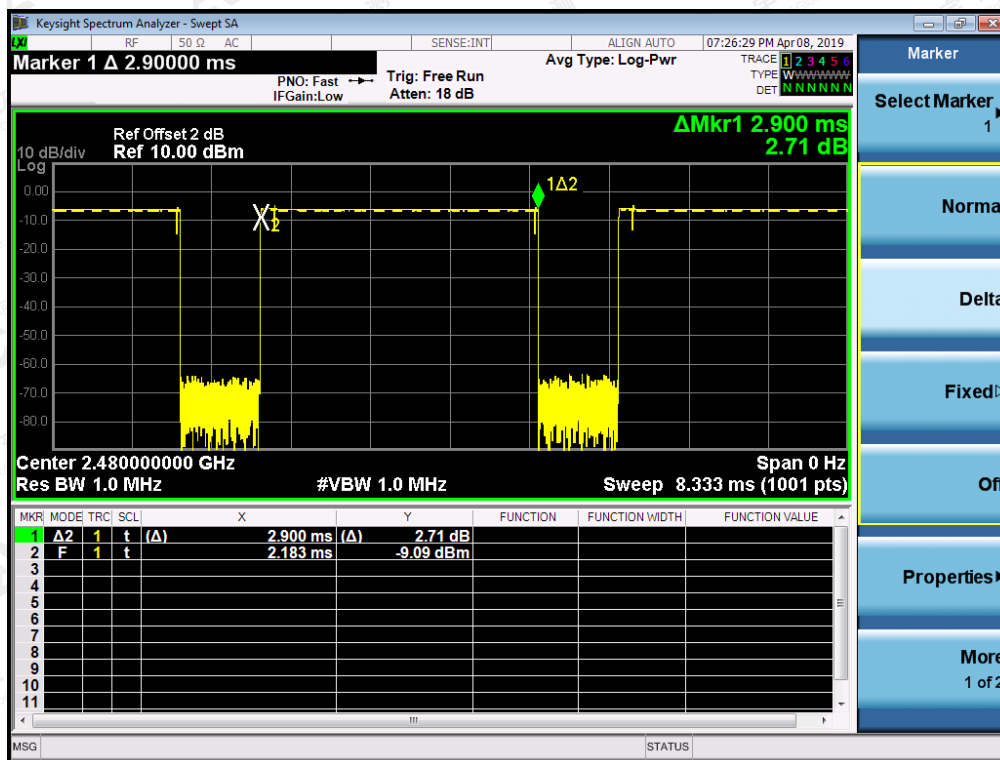 Keysight Spectrum Analyzer - Swept SA
LXI RF 50 Ω AC SENSE:INT ALIGN AUTO 07:26:29 PM Apr 08, 2019
Marker 1 Δ 2.90000 ms
PNO: Fast
IFGain:Low
Trig: Free Run
Atten: 18 dB
Avg Type: Log-Pwr
TRACE 1 2 3 4 5 6
TYPE WWWWWW
DET N N N N N N
Ref Offset 2 dB
10 dB/div Ref 10.00 dBm
Log
ΔMkr1 2.900 ms
2.71 dB
0.00
-10.0
-20.0
-30.0
-40.0
-50.0
-60.0
-70.0
-80.0
1Δ2
X2
Center 2.480000000 GHz Span 0 Hz
Res BW 1.0 MHz #VBW 1.0 MHz Sweep 8.333 ms (1001 pts)
MKR MODE TRC SCL X Y FUNCTION FUNCTION WIDTH FUNCTION VALUE
1 Δ2 1 t (Δ) 2.900 ms (Δ) 2.71 dB
2 F 1 t 2.183 ms -9.09 dBm
3
4
5
6
7
8
9
10
11
MSG STATUS
Marker
Select Marker
1
Norma
Delta
Fixed
Off
Properties
More
1 of 2